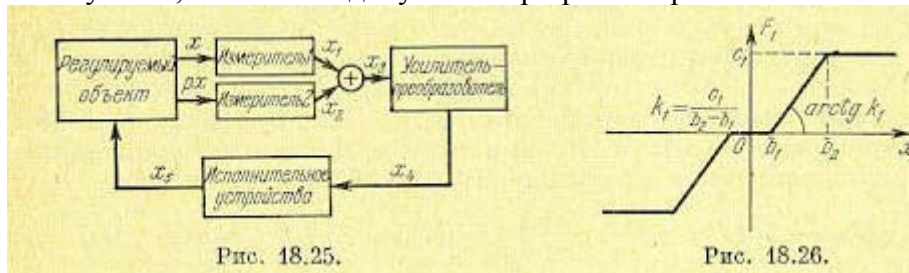 Регулируемый
объект
x
Измеритель1
x₁
px
Измеритель2
x₂
x₃
Усилитель-
преобразователь
x₄
Исполнительное
устройства
x₅
Рис. 18.25.
F₁
c₁
k₁ = c₁ / (b₂ − b₁)
arctg k₁
0
b₁
b₂
x
Рис. 18.26.